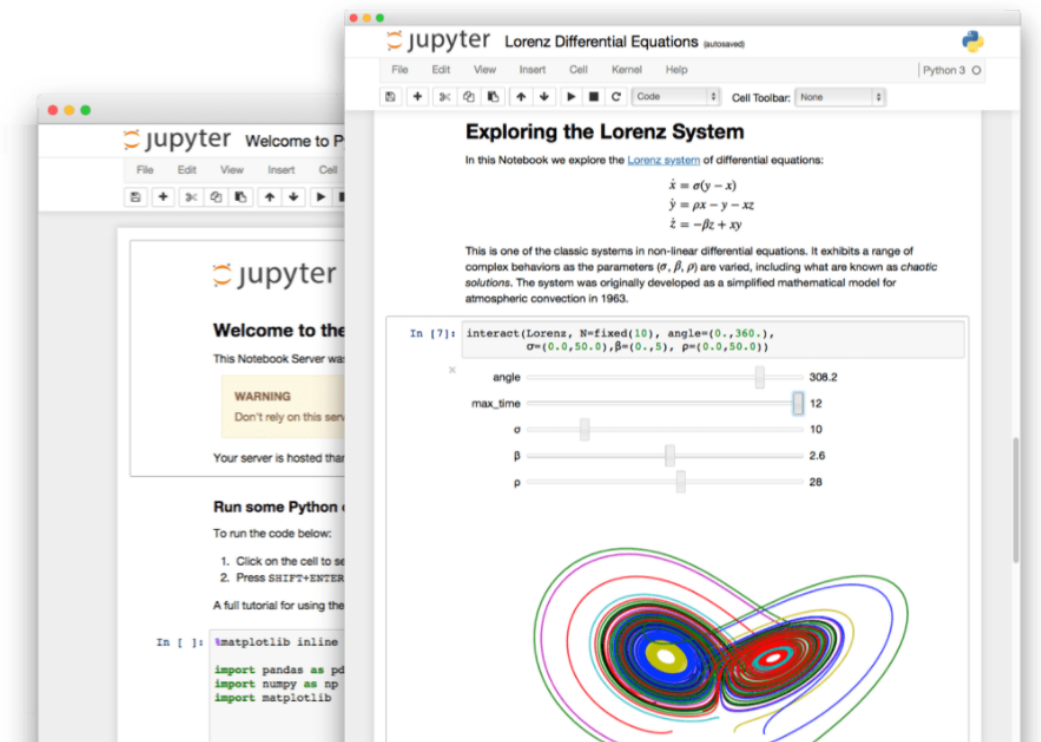 jupyter Lorenz Differential Equations (autosaved)
File Edit View Insert Cell Kernel Help Python 3
Code Cell Toolbar: None
Exploring the Lorenz System
In this Notebook we explore the Lorenz system of differential equations:
ẋ = σ(y − x)
ẏ = ρx − y − xz
ż = −βz + xy
This is one of the classic systems in non-linear differential equations. It exhibits a range of
complex behaviors as the parameters (σ, β, ρ) are varied, including what are known as chaotic
solutions. The system was originally developed as a simplified mathematical model for
atmospheric convection in 1963.
In [7]: interact(Lorenz, N=fixed(10), angle=(0.,360.),
σ=(0.0,50.0),β=(0.,5), ρ=(0.0,50.0))
angle 308.2
max_time 12
σ 10
β 2.6
ρ 28
jupyter Welcome to P
File Edit View Insert Cell
jupyter
Welcome to the
This Notebook Server was
WARNING
Don't rely on this serv
Your server is hosted than
Run some Python
To run the code below:
1. Click on the cell to se
2. Press SHIFT+ENTER
A full tutorial for using the
In [ ]: %matplotlib inline
import pandas as pd
import numpy as np
import matplotlib